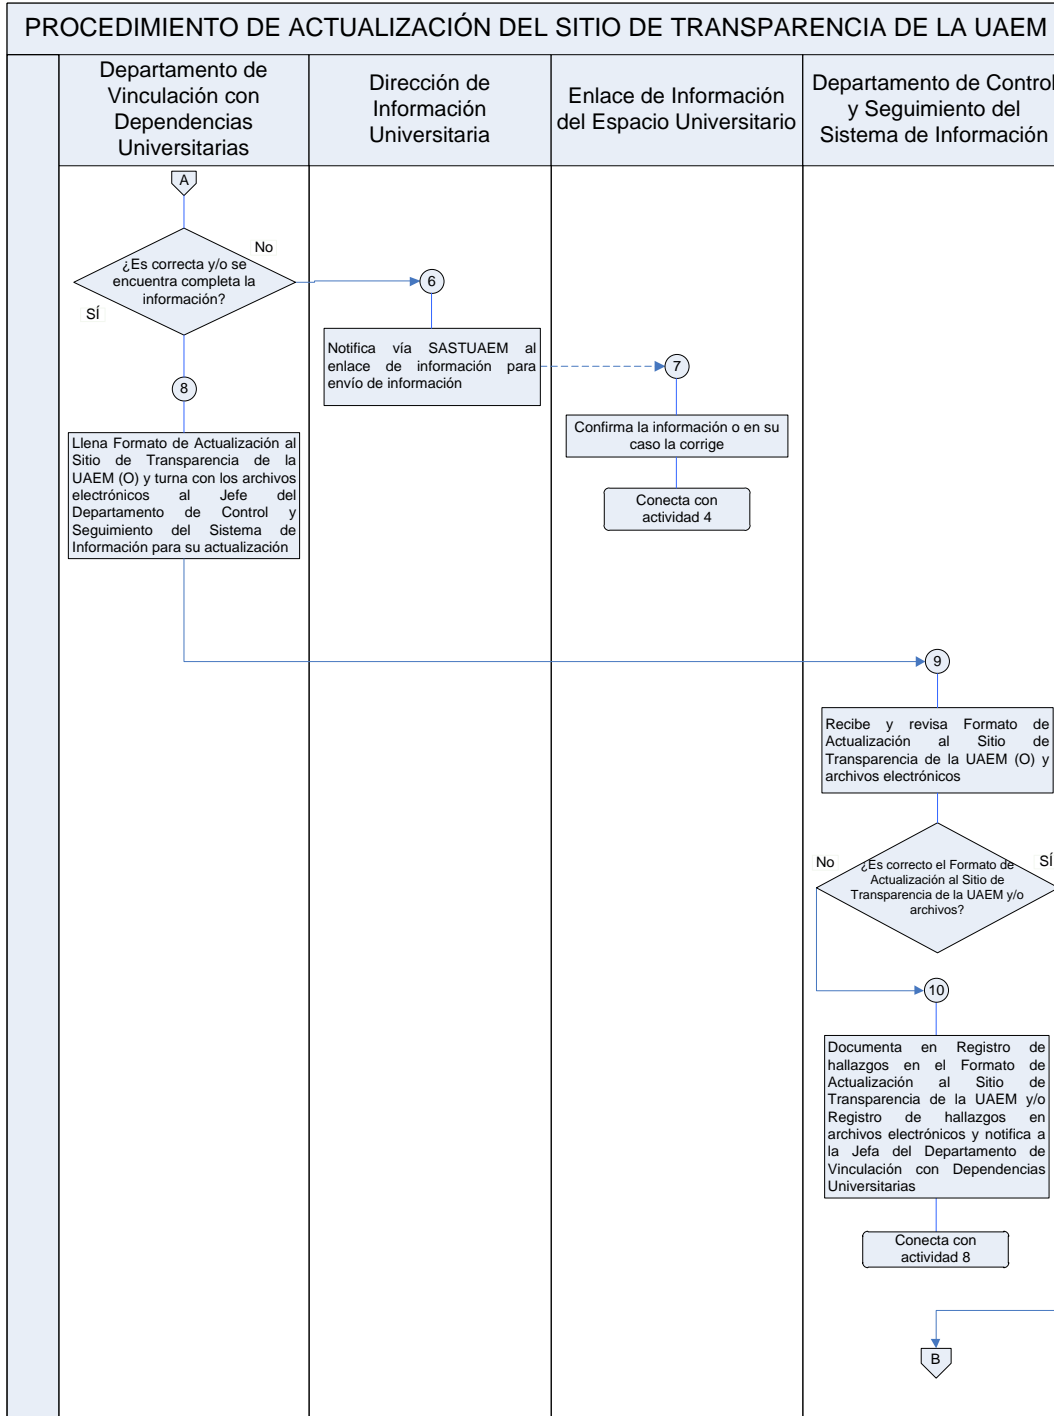 PROCEDIMIENTO DE ACTUALIZACIÓN DEL SITIO DE TRANSPARENCIA DE LA UAEM
Departamento de
Vinculación con
Dependencias
Universitarias
Dirección de
Información
Universitaria
Enlace de Información
del Espacio Universitario
Departamento de Control
y Seguimiento del
Sistema de Información
A
¿Es correcta y/o se
encuentra completa la
información?
No
SÍ
6
Notifica vía SASTUAEM al
enlace de información para
envío de información
7
Confirma la información o en su
caso la corrige
Conecta con
actividad 4
8
Llena Formato de Actualización al
Sitio de Transparencia de la
UAEM (O) y turna con los archivos
electrónicos al Jefe del
Departamento de Control y
Seguimiento del Sistema de
Información para su actualización
9
Recibe y revisa Formato de
Actualización al Sitio de
Transparencia de la UAEM (O) y
archivos electrónicos
No
¿Es correcto el Formato de
Actualización al Sitio de
Transparencia de la UAEM y/o
archivos?
SÍ
10
Documenta en Registro de
hallazgos en el Formato de
Actualización al Sitio de
Transparencia de la UAEM y/o
Registro de hallazgos en
archivos electrónicos y notifica a
la Jefa del Departamento de
Vinculación con Dependencias
Universitarias
Conecta con
actividad 8
B